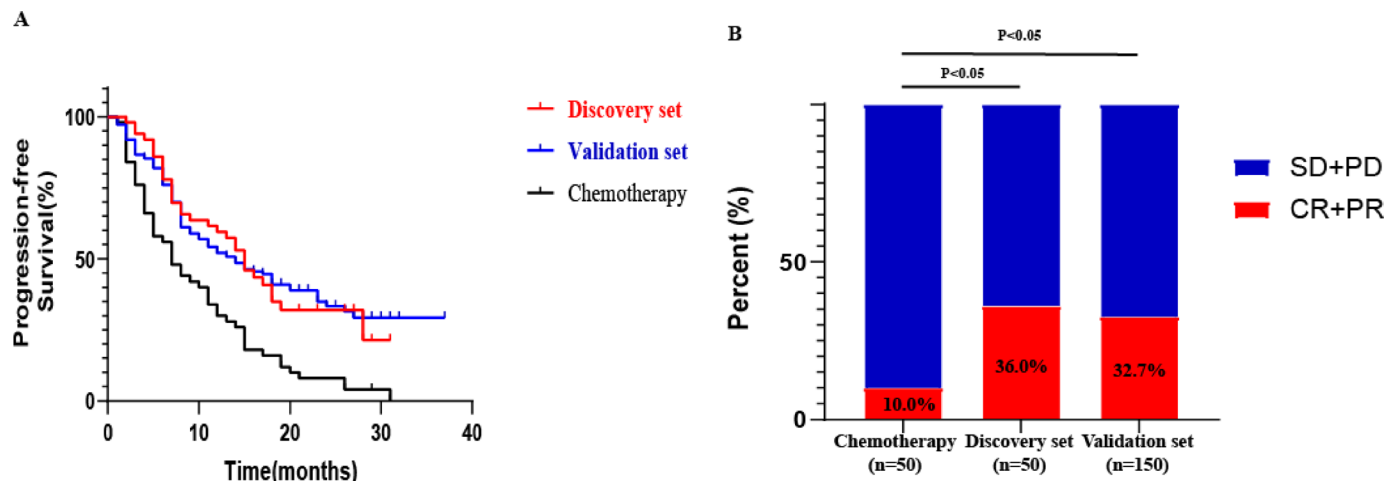 A
Progression-free
Survival(%)
100
50
0
0 10 20 30 40
Time(months)
Discovery set
Validation set
Chemotherapy
B
P<0.05
P<0.05
Percent (%)
50
0
10.0%
36.0%
32.7%
Chemotherapy Discovery set Validation set
(n=50) (n=50) (n=150)
SD+PD
CR+PR